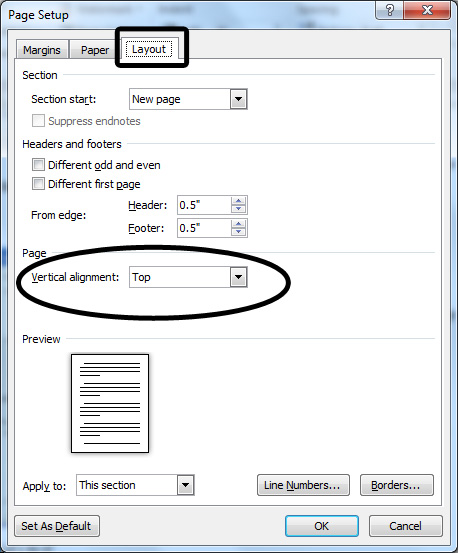 Page Setup
Margins Paper Layout
Section
Section start: New page
Suppress endnotes
Headers and footers
Different odd and even
Different first page
From edge:
Header: 0.5"
Footer: 0.5"
Page
Vertical alignment: Top
Preview
Apply to: This section Line Numbers... Borders...
Set As Default OK Cancel